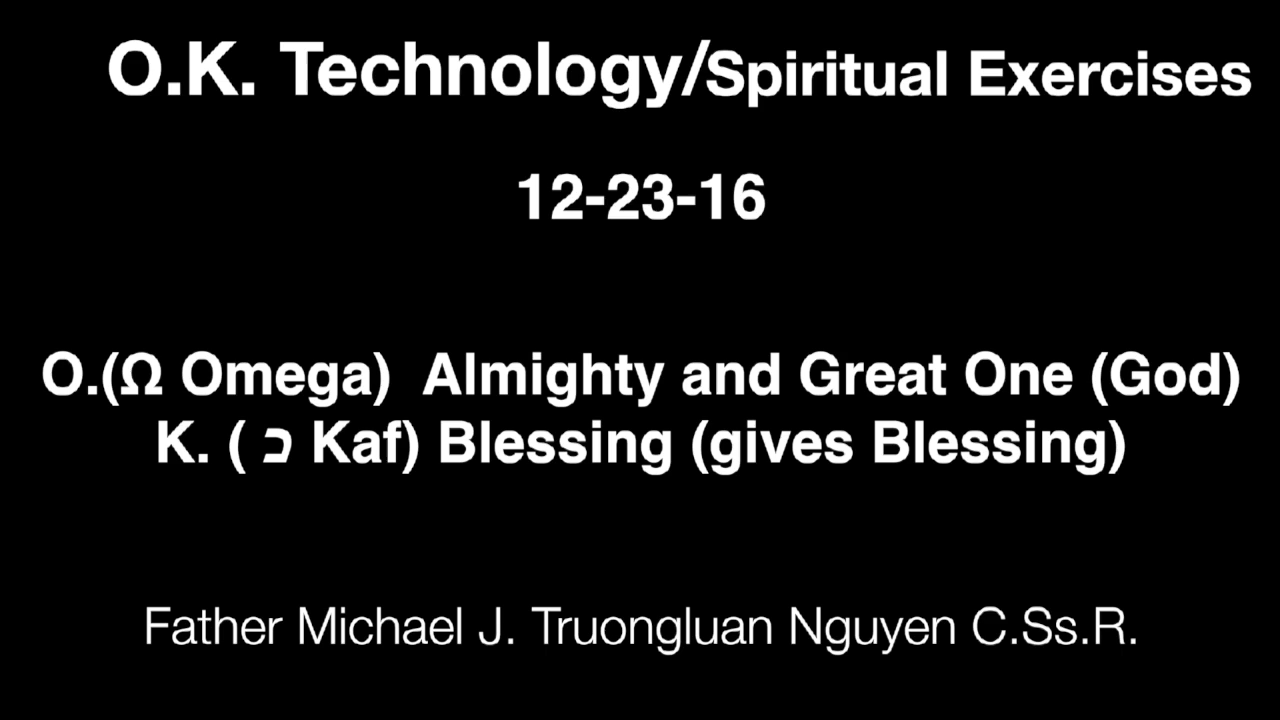 O.K. Technology/Spiritual Exercises
12-23-16
O.(Ω Omega) Almighty and Great One (God)
K. ( כ Kaf) Blessing (gives Blessing)
Father Michael J. Truongluan Nguyen C.Ss.R.